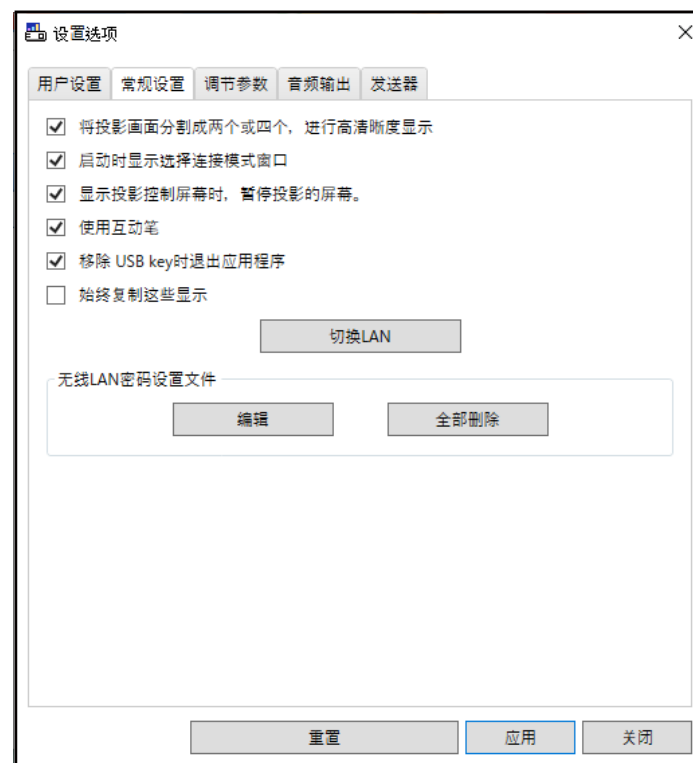 设置选项
用户设置 常规设置 调节参数 音频输出 发送器
将投影画面分割成两个或四个，进行高清晰度显示
启动时显示选择连接模式窗口
显示投影控制屏幕时，暂停投影的屏幕。
使用互动笔
移除 USB key时退出应用程序
始终复制这些显示
切换LAN
无线LAN密码设置文件
编辑 全部删除
重置 应用 关闭